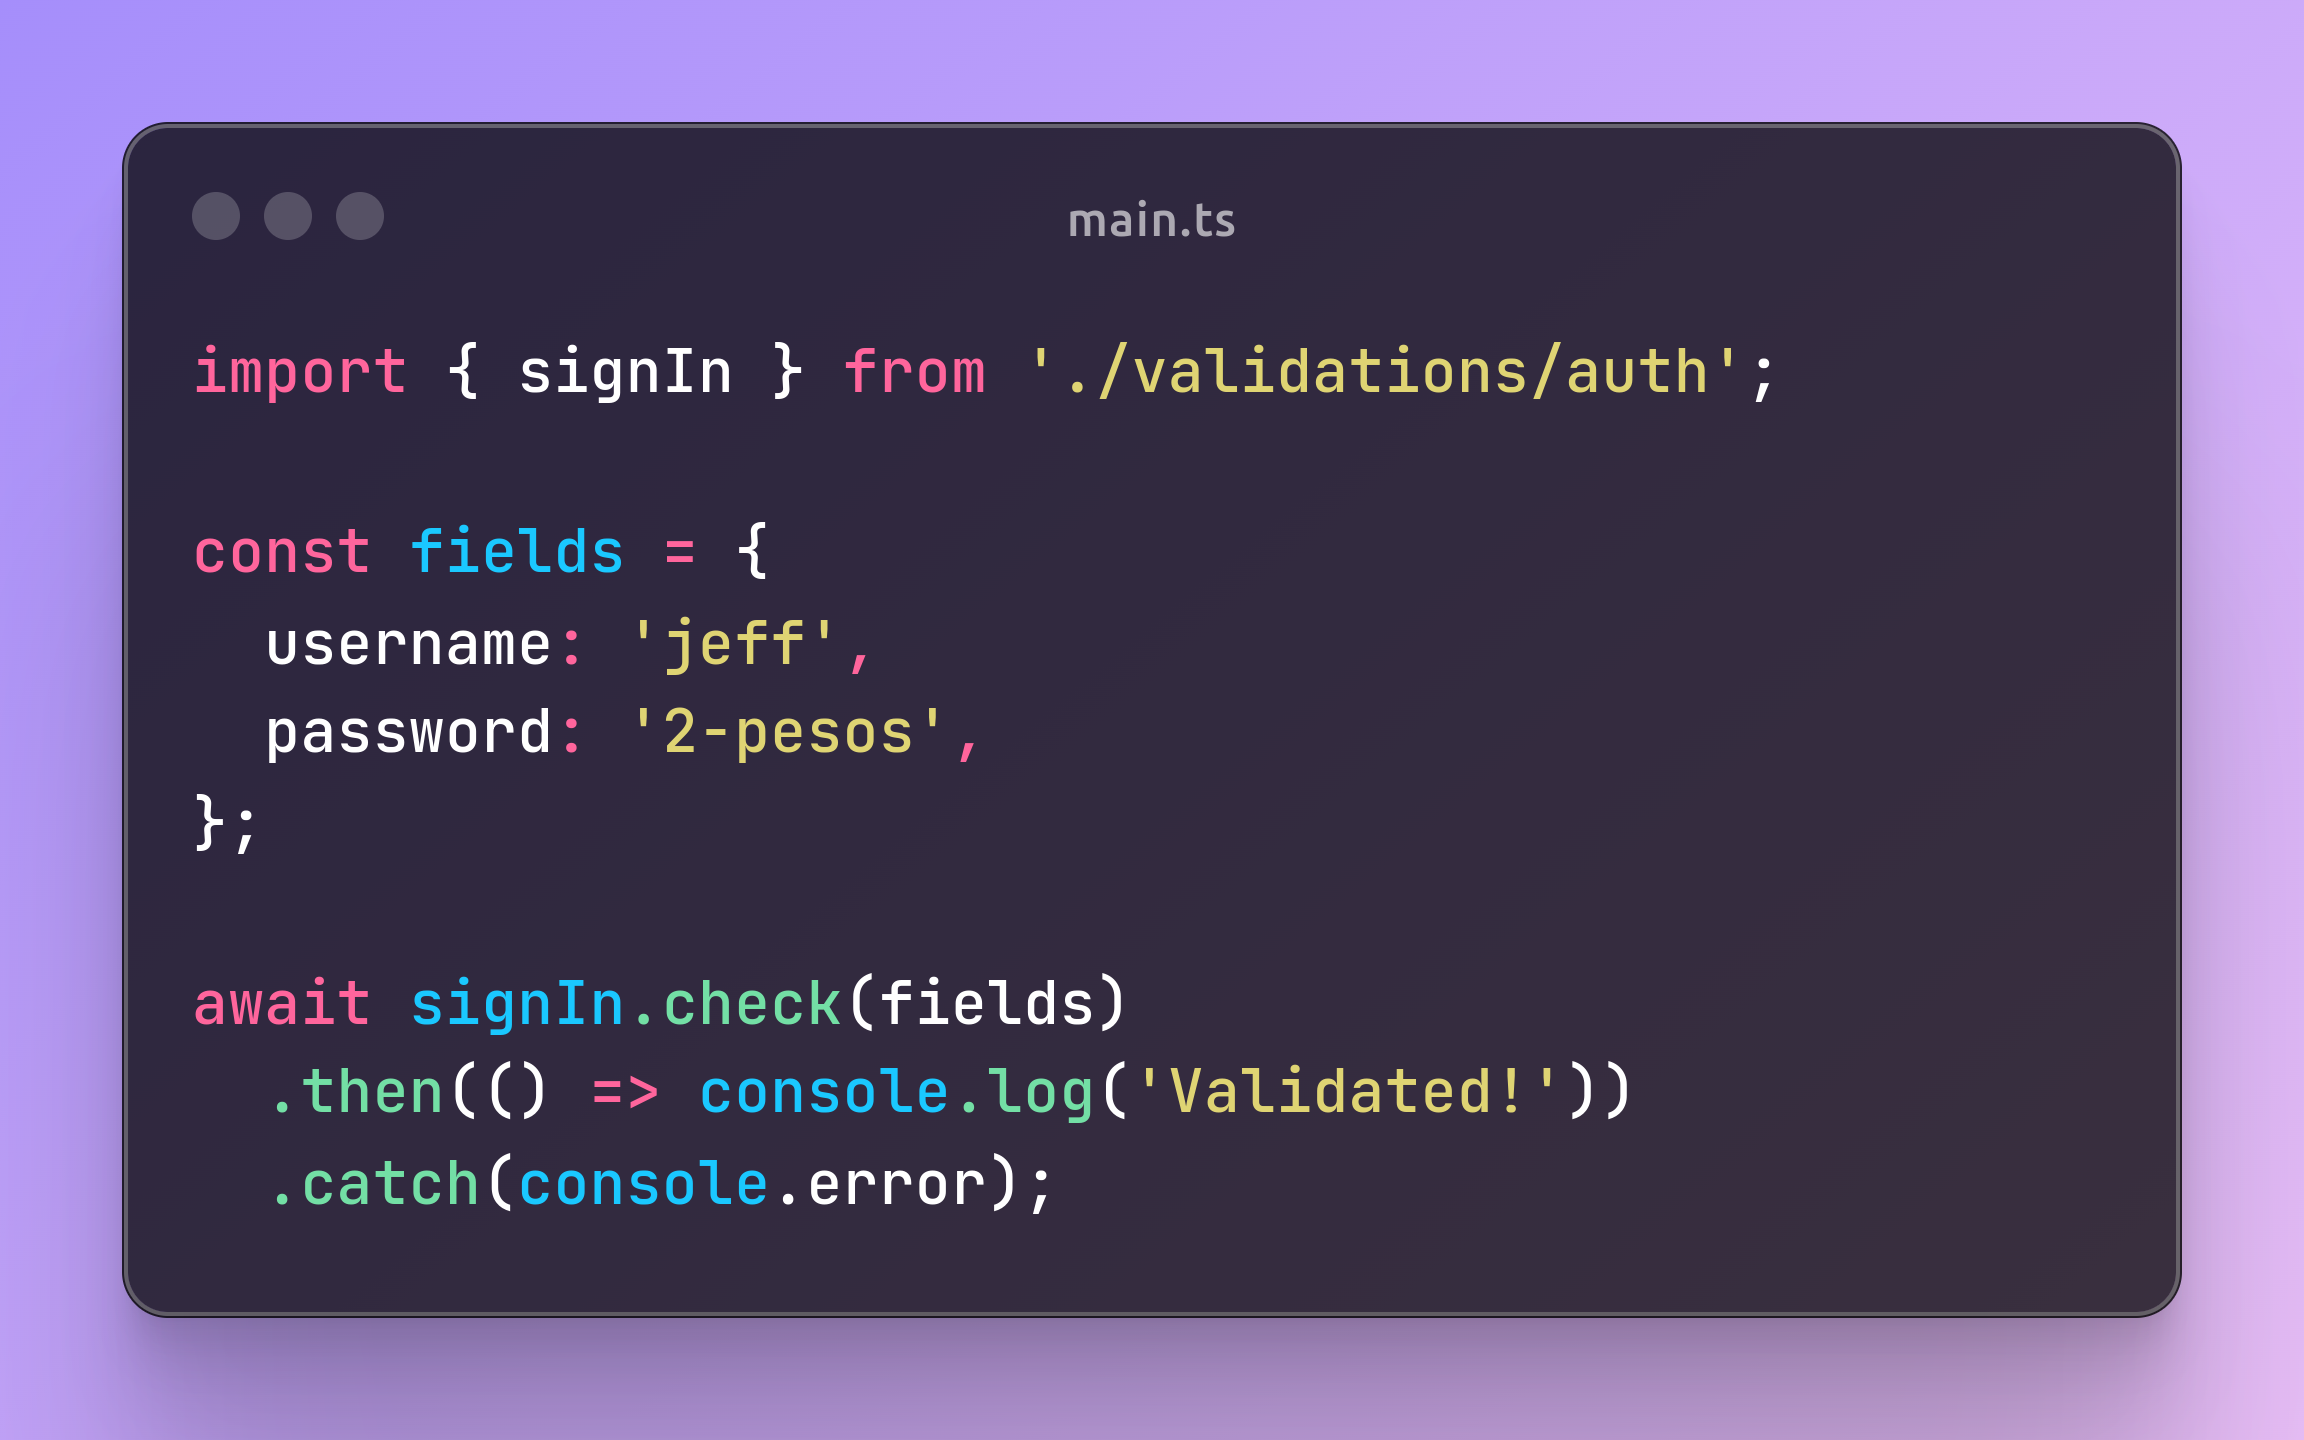 main.ts
import { signIn } from './validations/auth';
const fields = {
  username: 'jeff',
  password: '2-pesos',
};
await signIn.check(fields)
  .then(() => console.log('Validated!'))
  .catch(console.error);